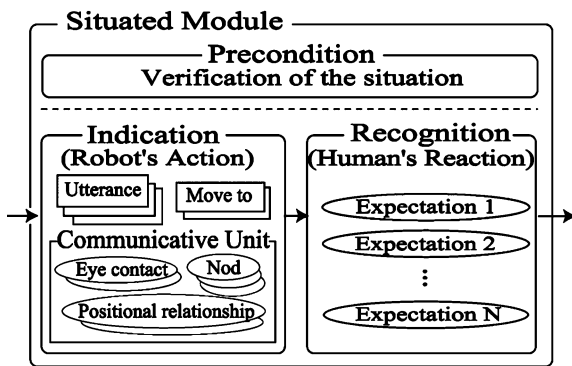 Situated Module
Precondition
Verification of the situation
Indication
(Robot's Action)
Utterance
Move to
Communicative Unit
Eye contact
Nod
Positional relationship
Recognition
(Human's Reaction)
Expectation 1
Expectation 2
⋮
Expectation N